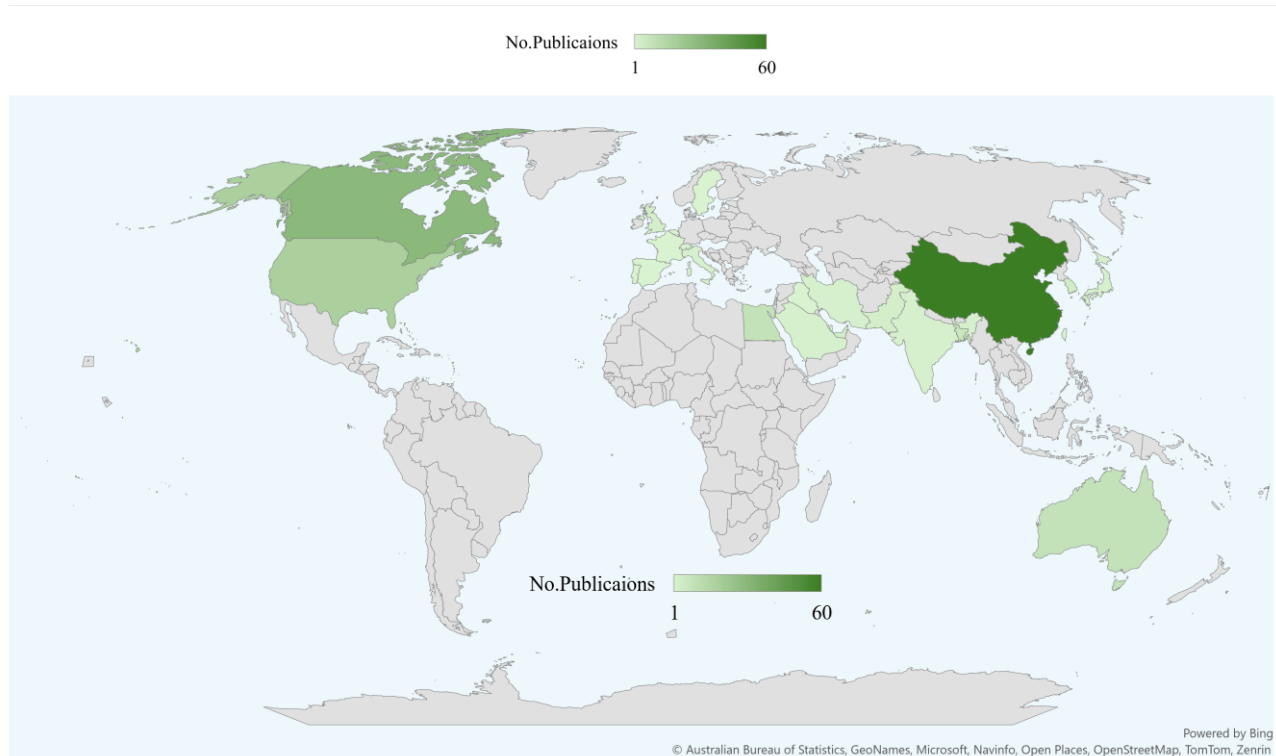 No.Publicaions
1 60
No.Publicaions
1 60
Powered by Bing
© Australian Bureau of Statistics, GeoNames, Microsoft, Navinfo, Open Places, OpenStreetMap, TomTom, Zenrin